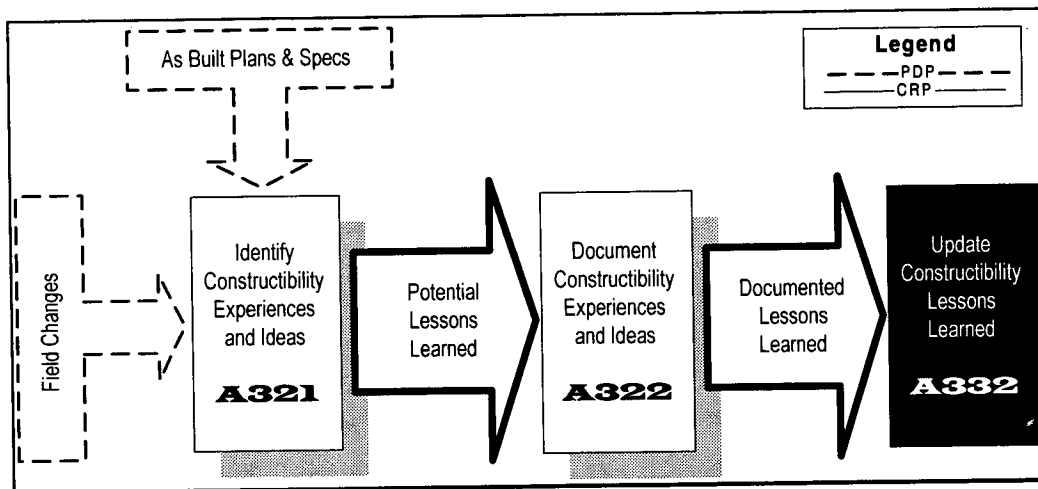 As Built Plans & Specs
Legend
PDP
CRP
Field Changes
Identify
Constructibility
Experiences
and Ideas
A321
Potential
Lessons
Learned
Document
Constructibility
Experiences
and Ideas
A322
Documented
Lessons
Learned
Update
Constructibility
Lessons
Learned
A332